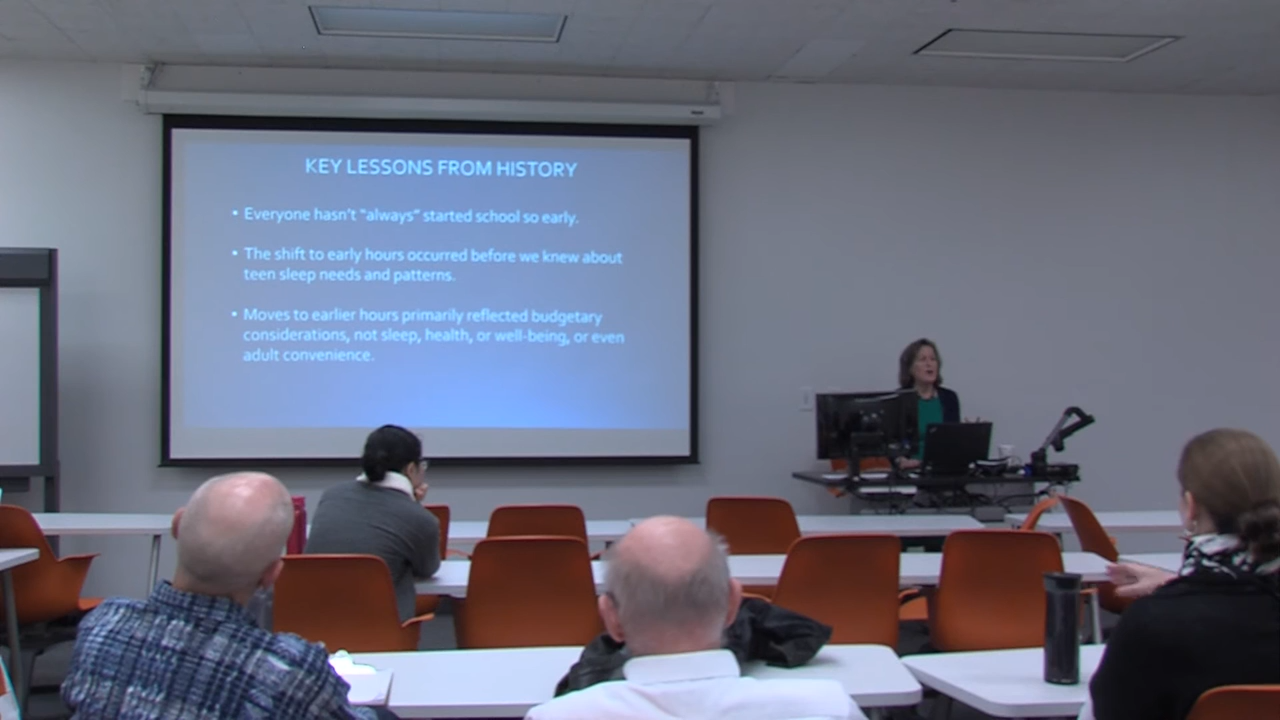 KEY LESSONS FROM HISTORY
• Everyone hasn't "always" started school so early.
• The shift to early hours occurred before we knew about
teen sleep needs and patterns.
• Moves to earlier hours primarily reflected budgetary
considerations, not sleep, health, or well-being, or even
adult convenience.